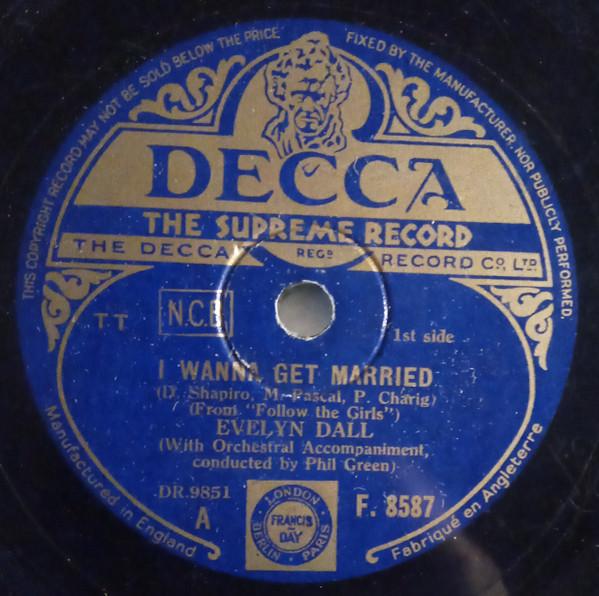 THIS COPYRIGHT RECORD MAY NOT BE SOLD BELOW THE PRICE FIXED BY THE MANUFACTURER, NOR PUBLICLY PERFORMED.
DECCA
THE SUPREME RECORD
THE DECCA REGD RECORD CO. LTD.
TT
N.C.B.
1st side
I WANNA GET MARRIED
(D. Shapiro, M. Pascal, P. Charig)
(From "Follow the Girls")
EVELYN DALL
(With Orchestral Accompaniment,
conducted by Phil Green)
DR.9851
A
F. 8587
LONDON
FRANCIS
DAY
BERLIN · PARIS
Manufactured in England
Fabriqué en Angleterre